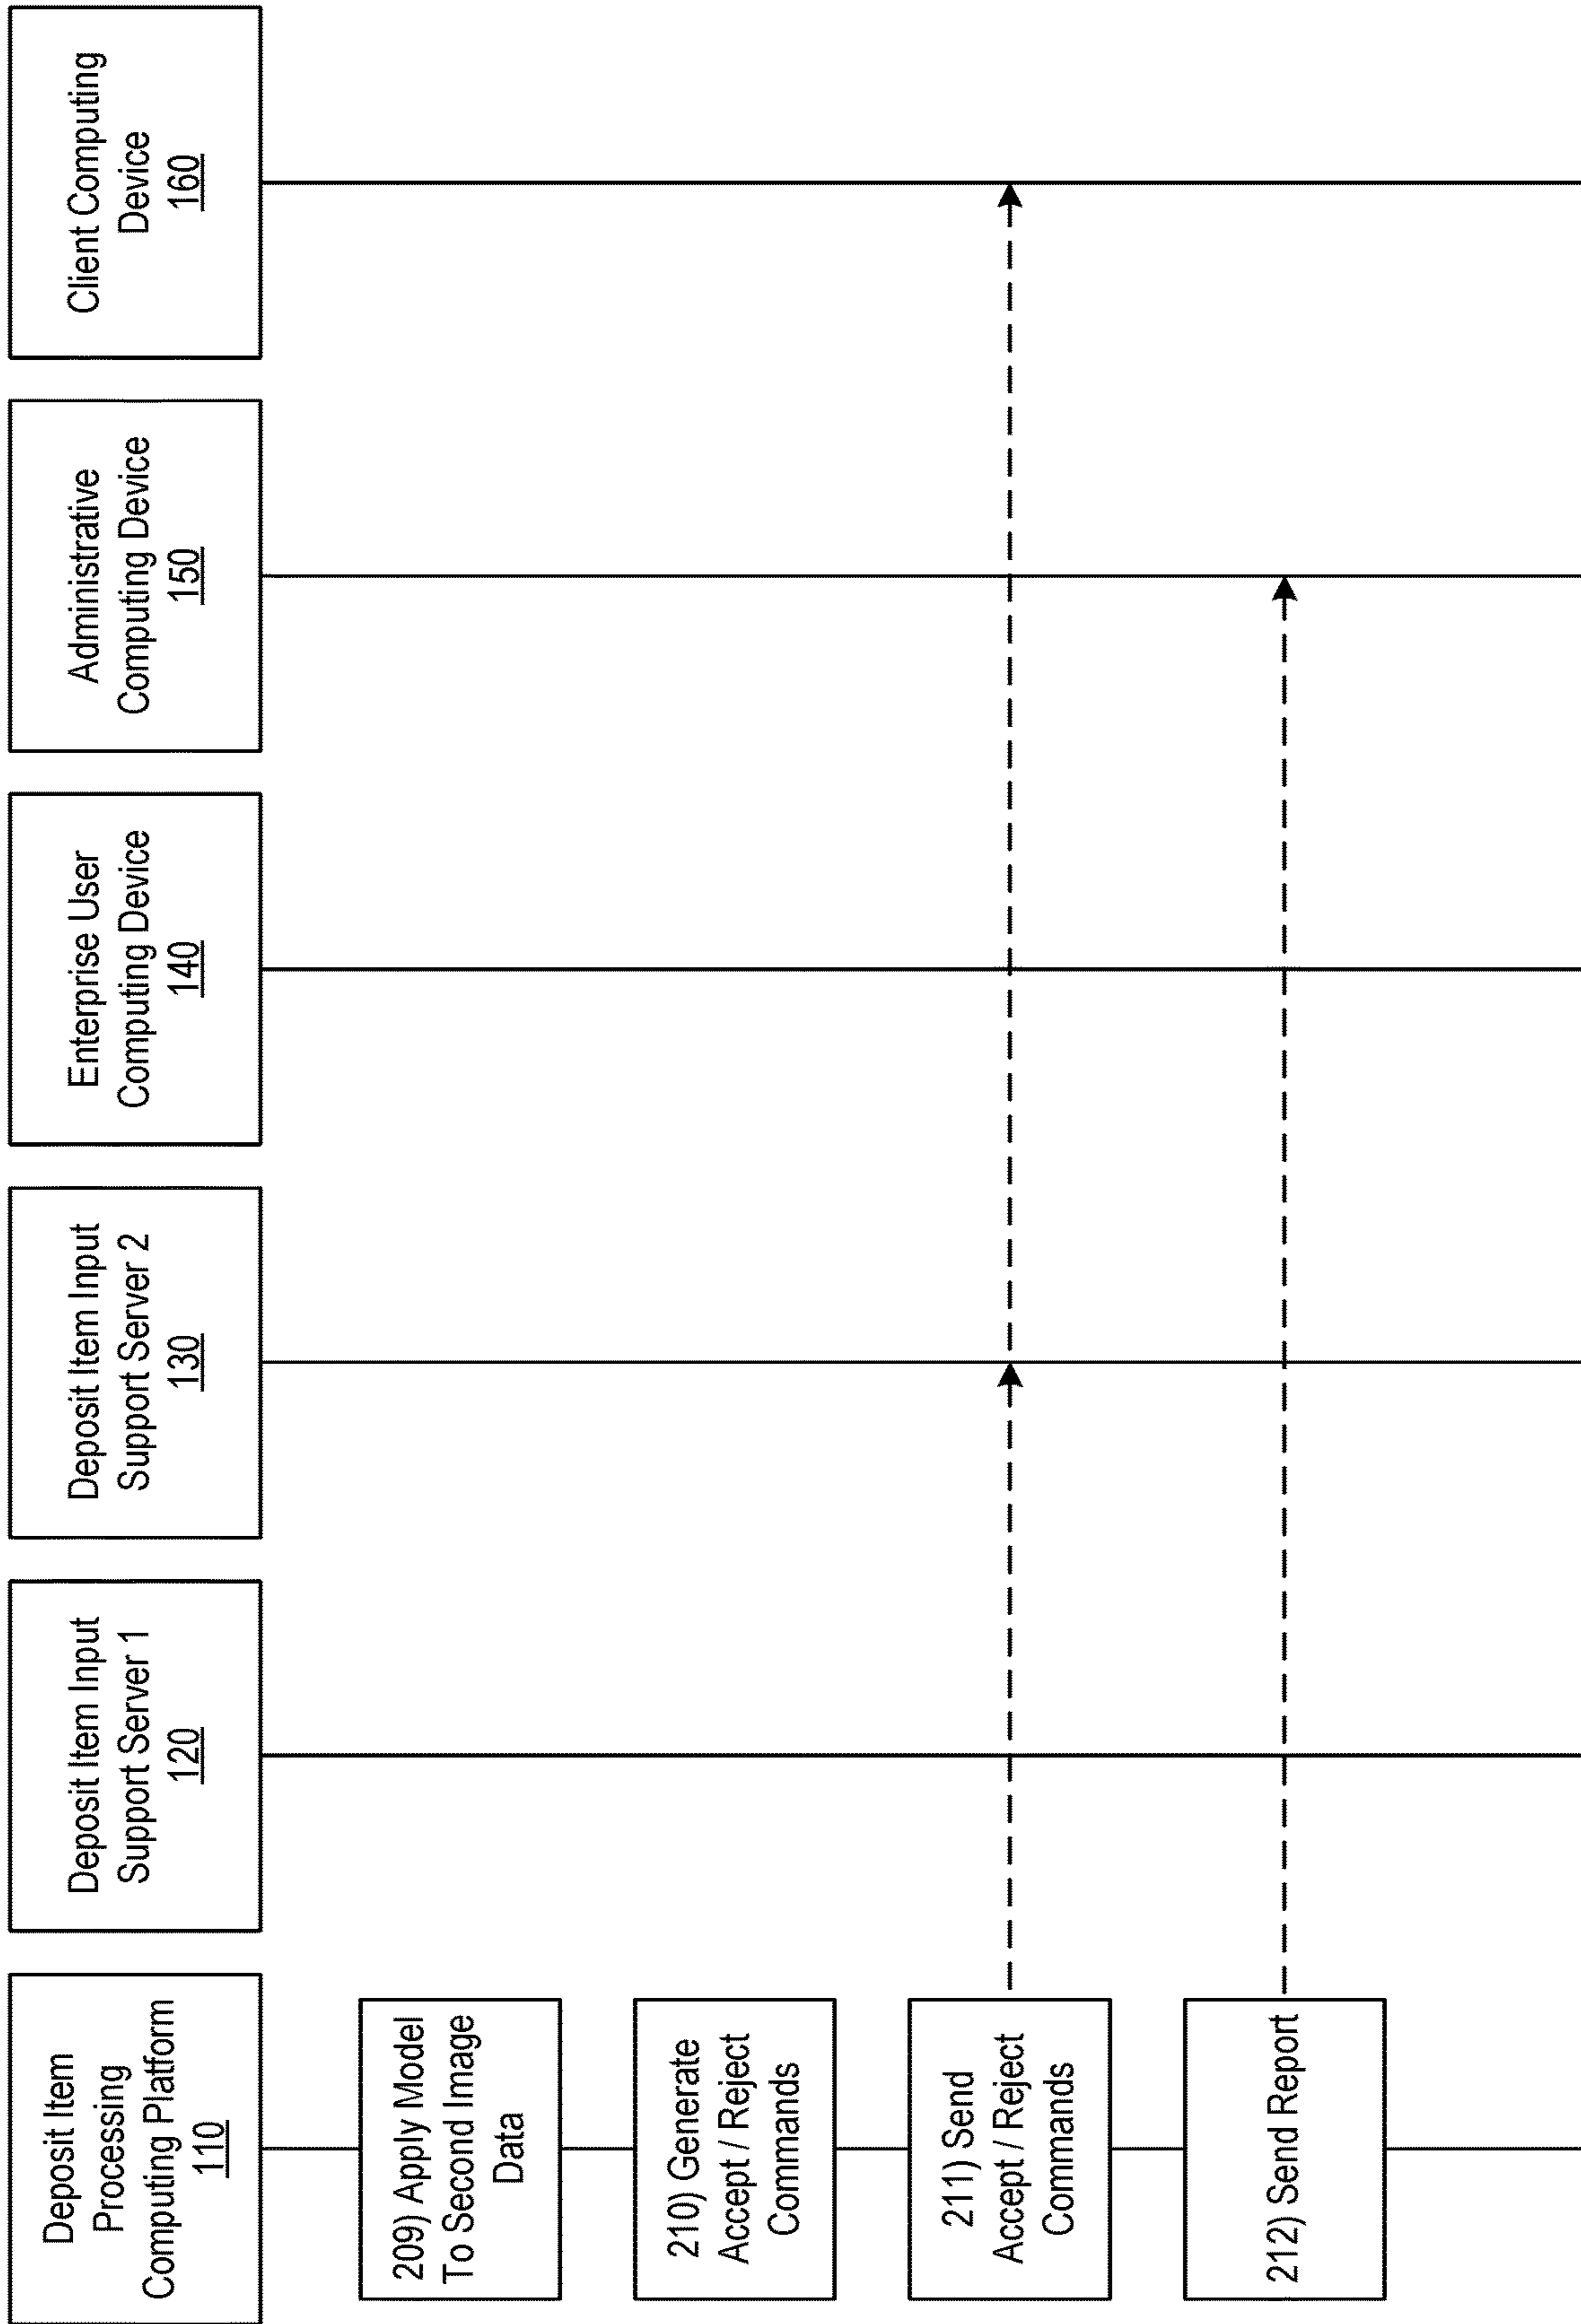 Deposit Item
Processing
Computing Platform
110
Deposit Item Input
Support Server 1
120
Deposit Item Input
Support Server 2
130
Enterprise User
Computing Device
140
Administrative
Computing Device
150
Client Computing
Device
160
209) Apply Model
To Second Image
Data
210) Generate
Accept / Reject
Commands
211) Send
Accept / Reject
Commands
212) Send Report